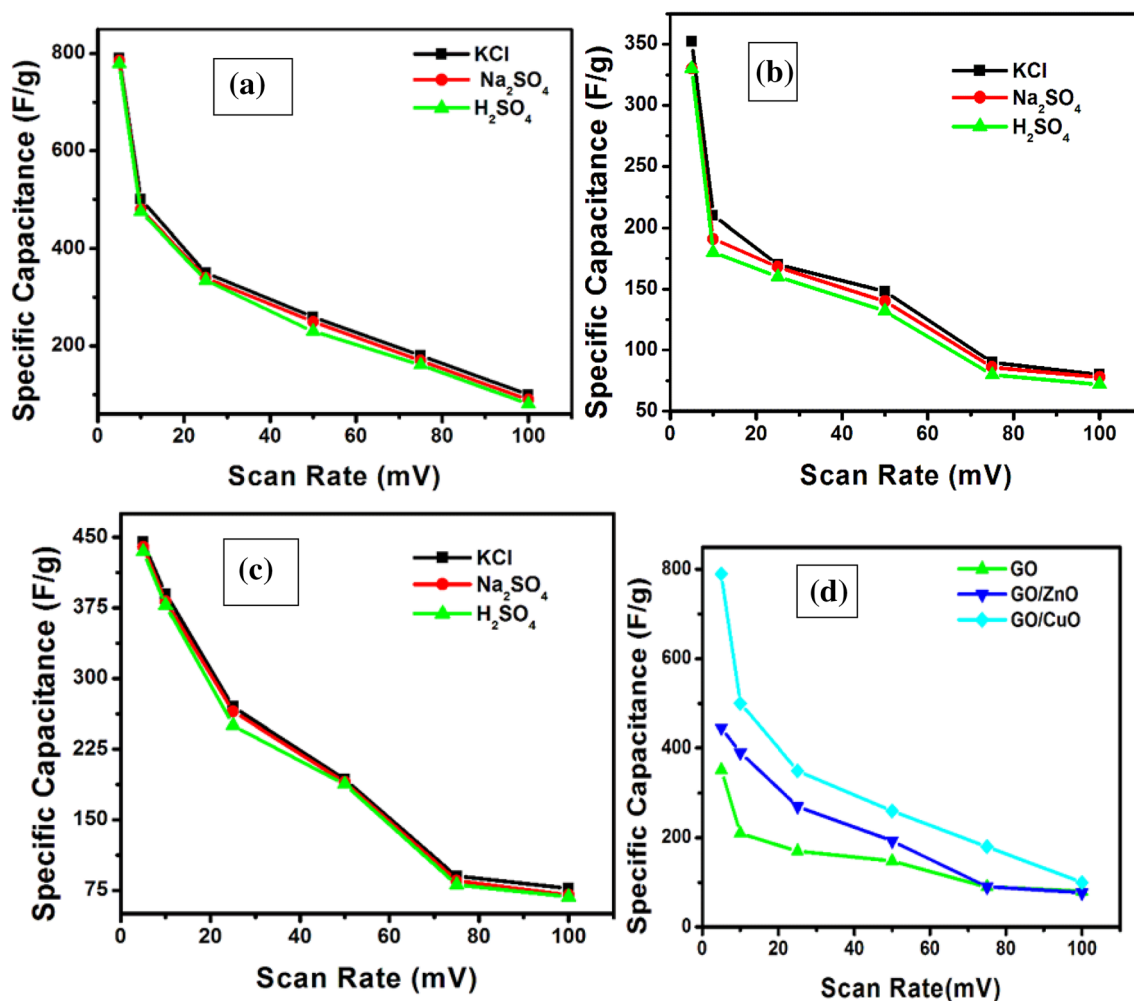 (a)
KCl
Na₂SO₄
H₂SO₄
Specific Capacitance (F/g)
800
600
400
200
0 20 40 60 80 100
Scan Rate (mV)
(b)
KCl
Na₂SO₄
H₂SO₄
Specific Capacitance (F/g)
350
300
250
200
150
100
50
0 20 40 60 80 100
Scan Rate (mV)
(c)
KCl
Na₂SO₄
H₂SO₄
Specific Capacitance (F/g)
450
375
300
225
150
75
0 20 40 60 80 100
Scan Rate (mV)
(d)
GO
GO/ZnO
GO/CuO
Specific Capacitance (F/g)
800
600
400
200
0
0 20 40 60 80 100
Scan Rate(mV)